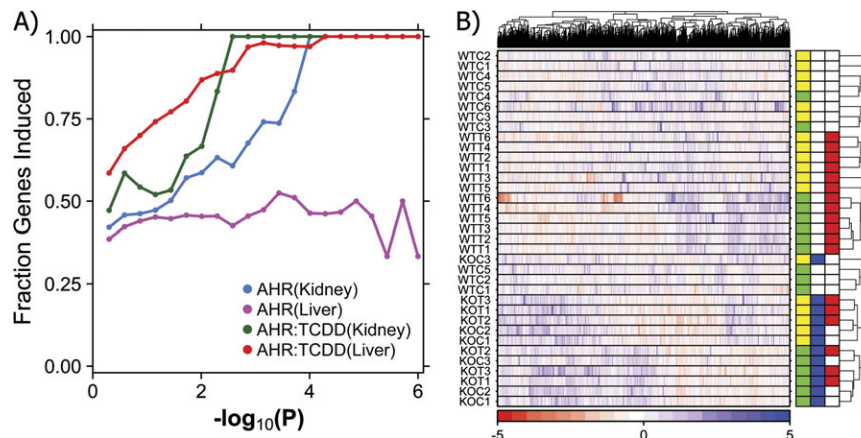 A)
Fraction Genes Induced
1.00
0.75
0.50
0.25
0.00
0
2
4
6
-log10(P)
AHR(Kidney)
AHR(Liver)
AHR:TCDD(Kidney)
AHR:TCDD(Liver)
B)
WTC2
WTC1
WTC4
WTC5
WTC4
WTC6
WTC3
WTC3
WTT6
WTT4
WTT2
WTT1
WTT3
WTT5
WTT6
WTT4
WTT5
WTT3
WTT2
WTT1
KOC3
WTC5
WTC2
WTC1
KOT3
KOT1
KOT2
KOC2
KOC1
KOT2
KOC3
KOT3
KOT1
KOC2
KOC1
-5
0
5